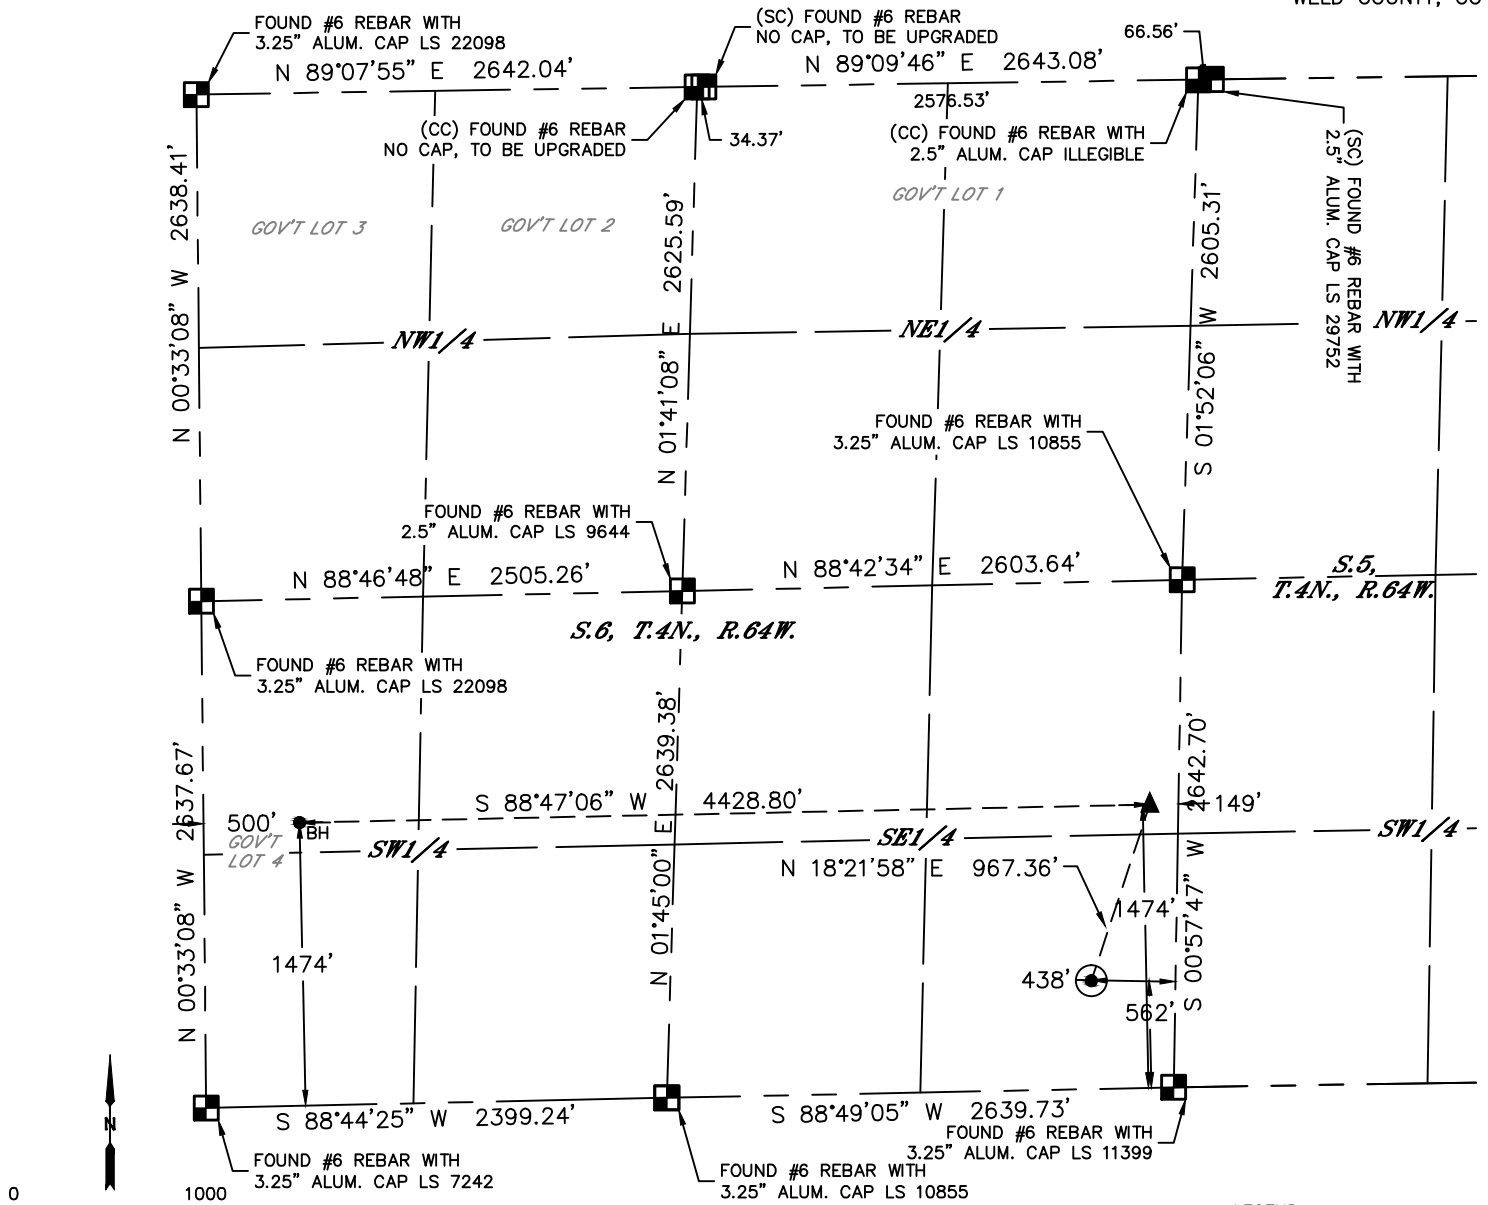 FOUND #6 REBAR WITH
3.25" ALUM. CAP LS 22098
(SC) FOUND #6 REBAR
NO CAP, TO BE UPGRADED
66.56'
N 89°07'55" E 2642.04'
N 89°09'46" E 2643.08'
2576.53'
(CC) FOUND #6 REBAR
NO CAP, TO BE UPGRADED
34.37'
(CC) FOUND #6 REBAR WITH
2.5" ALUM. CAP ILLEGIBLE
(SC) FOUND #6 REBAR WITH
2.5" ALUM. CAP LS 29752
N 00°33'08" W 2638.41'
GOV'T LOT 3
GOV'T LOT 2
GOV'T LOT 1
N 01°41'08" E 2625.59'
S 01°52'06" W 2605.31'
NW1/4
NE1/4
NW1/4
FOUND #6 REBAR WITH
3.25" ALUM. CAP LS 10855
FOUND #6 REBAR WITH
2.5" ALUM. CAP LS 9644
N 88°46'48" E 2505.26'
N 88°42'34" E 2603.64'
S.5,
T.4N., R.64W.
S.6, T.4N., R.64W.
FOUND #6 REBAR WITH
3.25" ALUM. CAP LS 22098
N 00°33'08" W 2637.67'
N 01°45'00" E 2639.38'
S 00°57'47" W 2642.70'
S 88°47'06" W 4428.80'
149'
500'
BH
GOV'T
LOT 4
SW1/4
SE1/4
SW1/4
N 18°21'58" E 967.36'
1474'
1474'
438'
562'
N
S 88°44'25" W 2399.24'
S 88°49'05" W 2639.73'
FOUND #6 REBAR WITH
3.25" ALUM. CAP LS 11399
FOUND #6 REBAR WITH
3.25" ALUM. CAP LS 7242
FOUND #6 REBAR WITH
3.25" ALUM. CAP LS 10855
0 1000